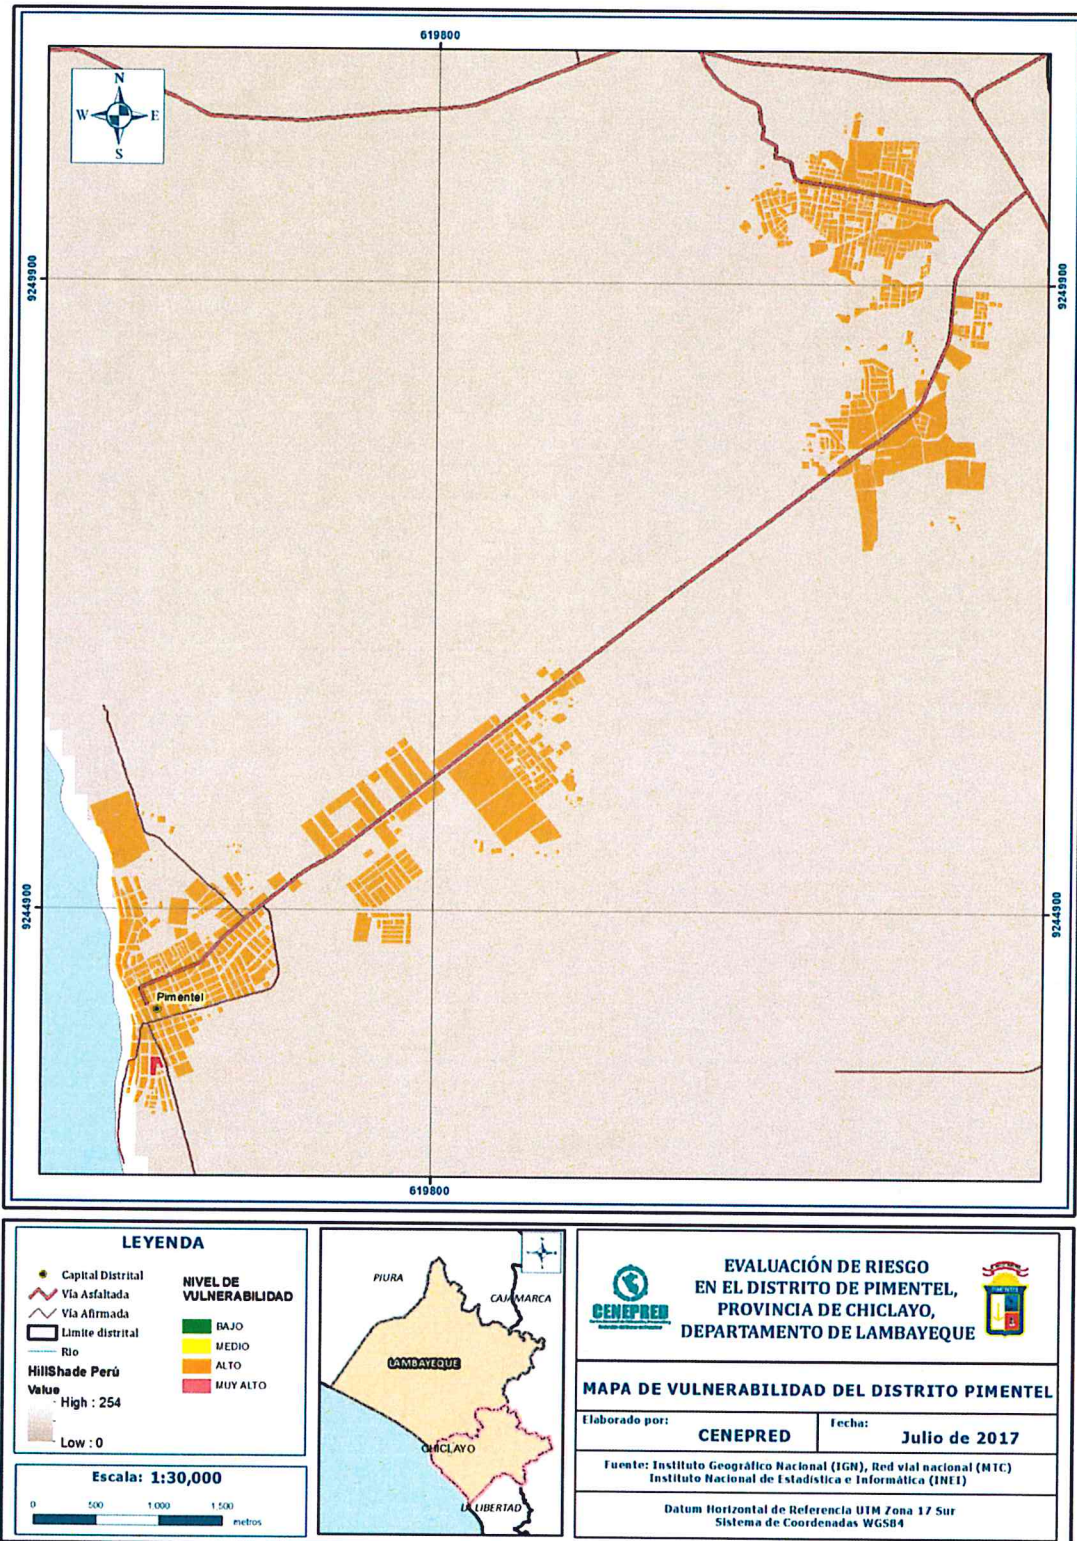 619800
N
W E
S
9249900
9249900
9244900
9244900
Pimentel
619800
LEYENDA
Capital Distrital
Vía Asfaltada
Vía Afirmada
Limite distrital
Rio
HillShade Perú
Value
High : 254
Low : 0
NIVEL DE
VULNERABILIDAD
BAJO
MEDIO
ALTO
MUY ALTO
Escala: 1:30,000
0 500 1,000 1,500
metros
PIURA
CAJAMARCA
LAMBAYEQUE
CHICLAYO
LA LIBERTAD
CENEPRED
EVALUACIÓN DE RIESGO
EN EL DISTRITO DE PIMENTEL,
PROVINCIA DE CHICLAYO,
DEPARTAMENTO DE LAMBAYEQUE
PIMENTEL
MAPA DE VULNERABILIDAD DEL DISTRITO PIMENTEL
Elaborado por:
CENEPRED
Fecha:
Julio de 2017
Fuente: Instituto Geográfico Nacional (IGN), Red vial nacional (MTC)
Instituto Nacional de Estadística e Informática (INEI)
Datum Horizontal de Referencia UTM Zona 17 Sur
Sistema de Coordenadas WGS84